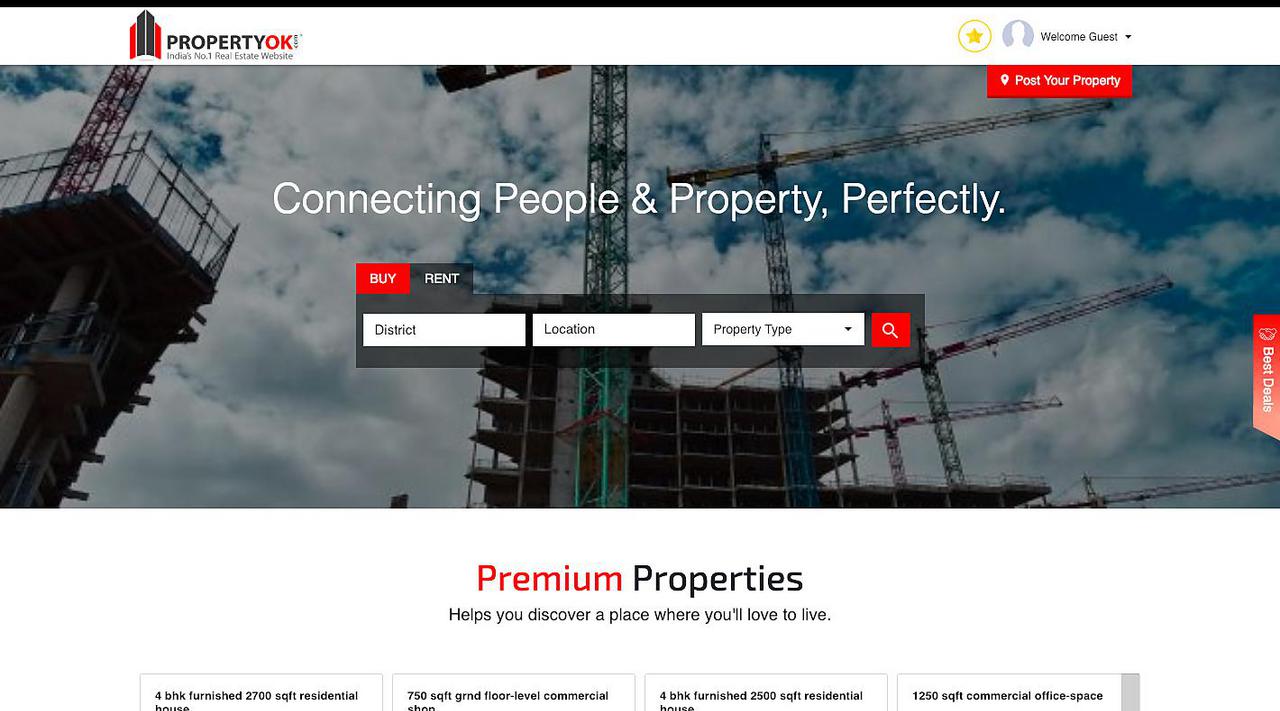 PROPERTYOK.com
India's No.1 Real Estate Website
Welcome Guest
Post Your Property
Connecting People & Property, Perfectly.
BUY
RENT
District
Location
Property Type
Best Deals
Premium Properties
Helps you discover a place where you'll love to live.
4 bhk furnished 2700 sqft residential
house
750 sqft grnd floor-level commercial
shop
4 bhk furnished 2500 sqft residential
house
1250 sqft commercial office-space